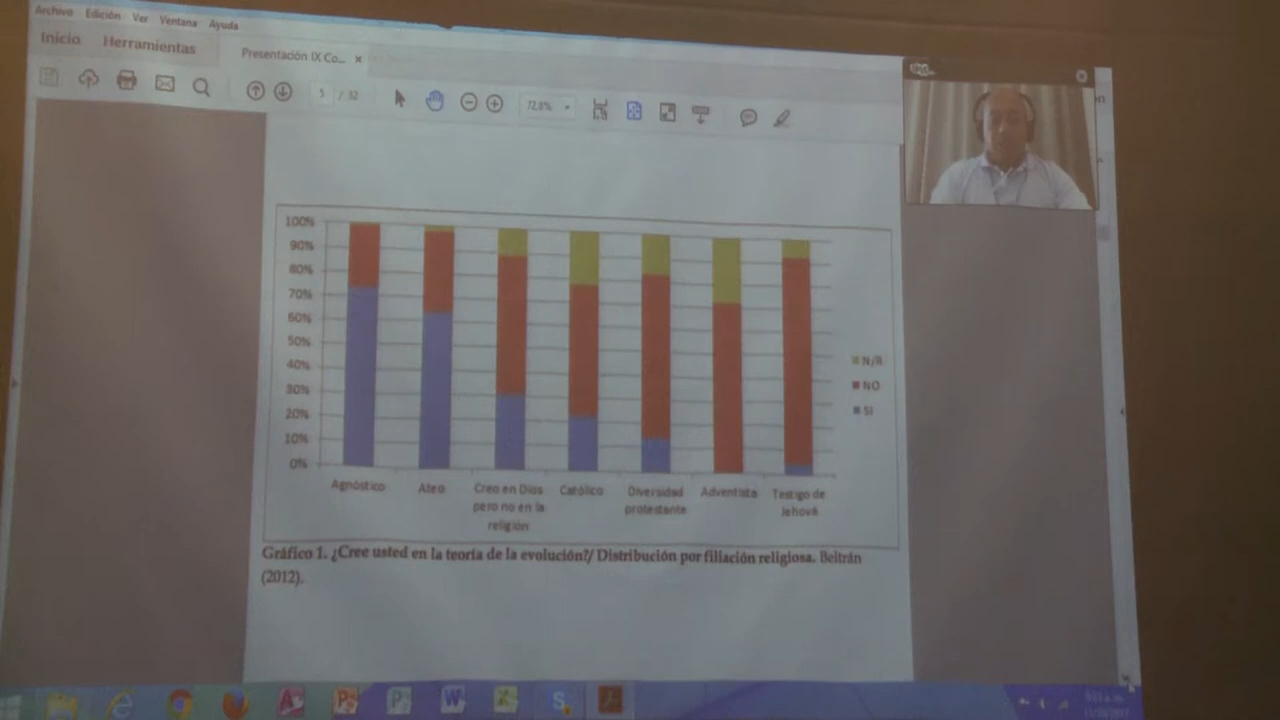 Archivo Edición Ver Ventana Ayuda
Inicio Herramientas
Presentación IX Co... ×
5 / 32
72,8%
100%
90%
80%
70%
60%
50%
40%
30%
20%
10%
0%
N/R
NO
SI
Agnóstico
Ateo
Creo en Dios
pero no en la
religión
Católico
Diversidad
protestante
Adventista
Testigo de
Jehová
Gráfico 1. ¿Cree usted en la teoría de la evolución?/ Distribución por filiación religiosa. Beltrán
(2012).